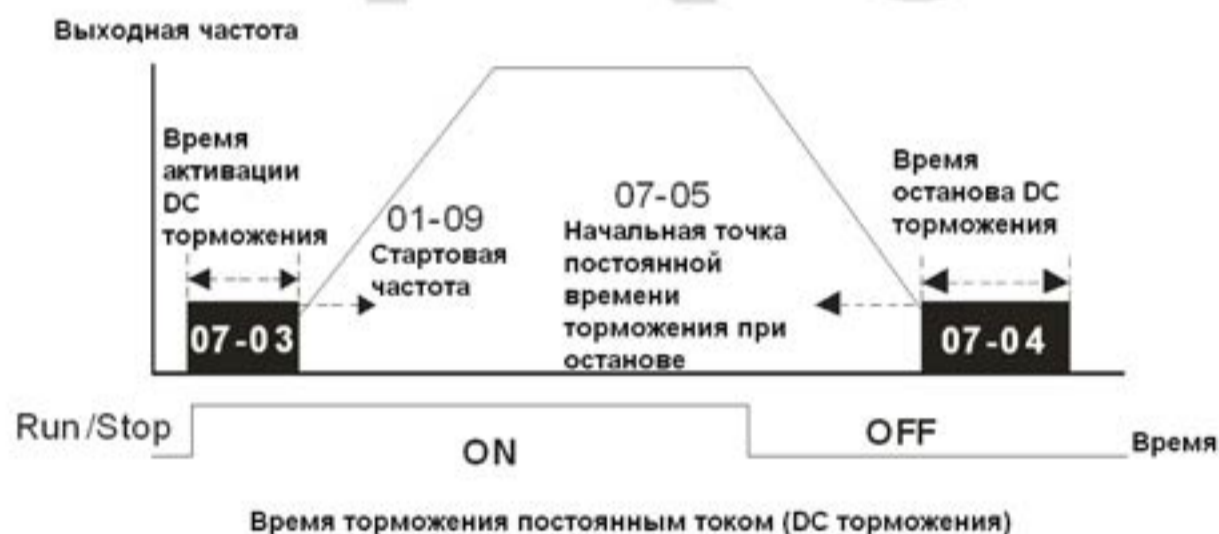 Выходная частота
Время
активации
DC
торможения
01-09
Стартовая
частота
07-05
Начальная точка
постоянной
времени
торможения при
останове
Время
останова DC
торможения
07-03
07-04
Run/Stop
ON
OFF
Время
Время торможения постоянным током (DC торможения)